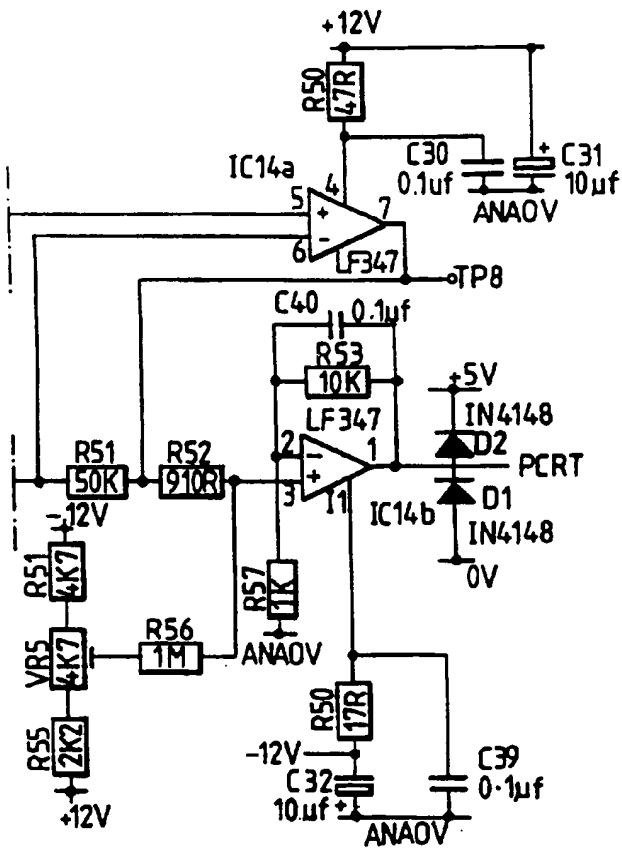 +12V
R50
47R
C30
0.1uf
+
C31
10µf
ANAOV
IC14a
4
5
+
7
6
−
LF347
TP8
C40
0.1µf
R53
10K
+5V
LF347
IN4148
D2
2
−
1
PCRT
3
+
11
IC14b
D1
IN4148
0V
R51
50K
R52
910R
-12V
R51
4K7
R57
1K
VR5
4K7
R56
1M
ANAOV
R50
17R
R55
2K2
-12V
C39
0.1µf
+12V
C32
10µf
+
ANAOV